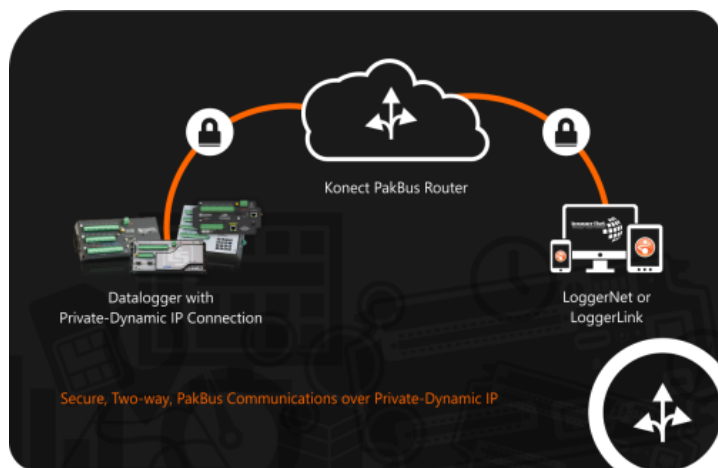 Konect PakBus Router
Datalogger with
Private-Dynamic IP Connection
LoggerNet or
LoggerLink
Secure, Two-way, PakBus Communications over Private-Dynamic IP